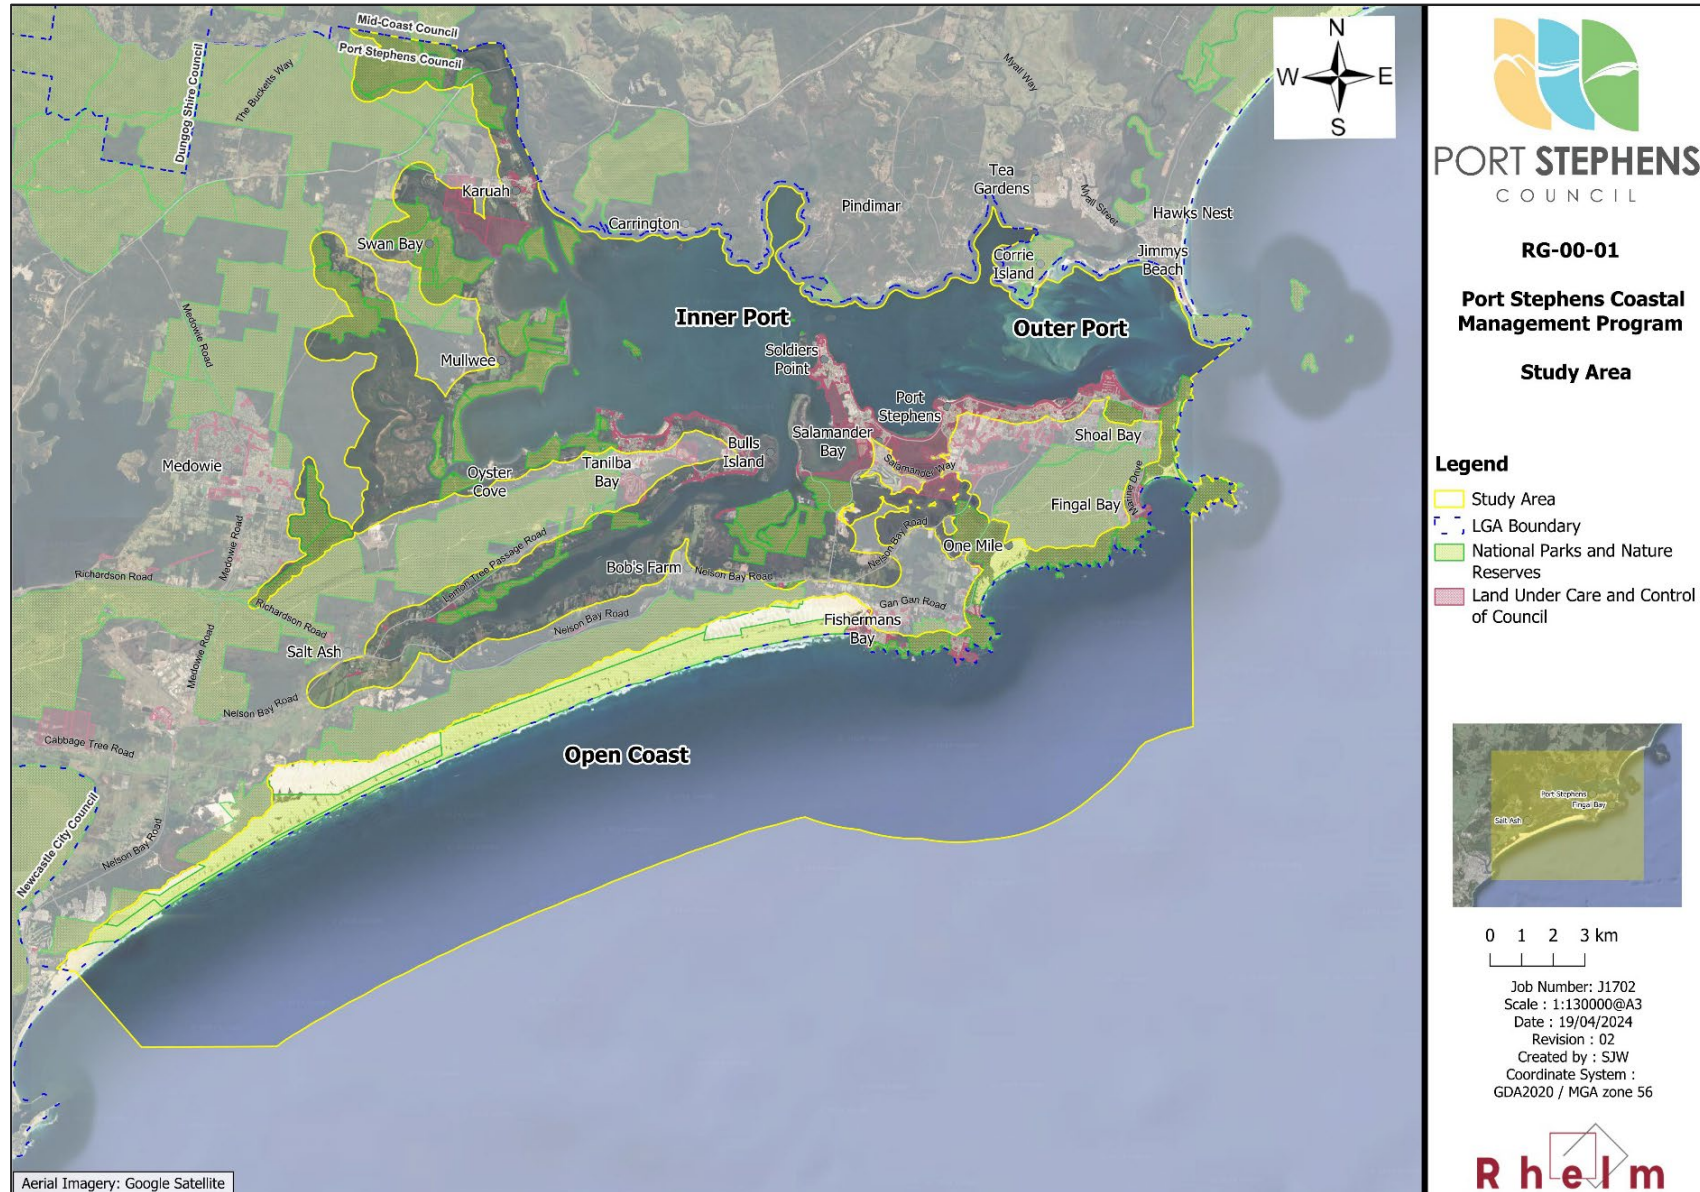 Mid-Coast Council
Port Stephens Council
Dungog Shire Council
The Bucketts Way
Myall Way
N
W
E
S
Karuah
Carrington
Pindimar
Tea
Gardens
Myall Street
Hawks Nest
Swan Bay
Corrie
Island
Jimmys
Beach
Medowie Road
Inner Port
Outer Port
Mullwee
Soldiers
Point
Port
Stephens
Medowie
Oyster
Cove
Tanilba
Bay
Bulls
Island
Salamander
Bay
Salamander Way
Shoal Bay
Marine Drive
Fingal Bay
Medowie Road
Nelson Bay Road
One Mile
Lemon Tree Passage Road
Bob's Farm
Nelson Bay Road
Richardson Road
Richardson Road
Nelson Bay Road
Gan Gan Road
Fishermans
Bay
Salt Ash
Medowie Road
Nelson Bay Road
Cabbage Tree Road
Open Coast
Newcastle City Council
Nelson Bay Road
Aerial Imagery: Google Satellite
PORT STEPHENS
COUNCIL
RG-00-01
Port Stephens Coastal
Management Program
Study Area
Legend
Study Area
LGA Boundary
National Parks and Nature
Reserves
Land Under Care and Control
of Council
Port Stephens
Fingal Bay
Salt Ash
0 1 2 3 km
Job Number: J1702
Scale : 1:130000@A3
Date : 19/04/2024
Revision : 02
Created by : SJW
Coordinate System :
GDA2020 / MGA zone 56
Rhelm